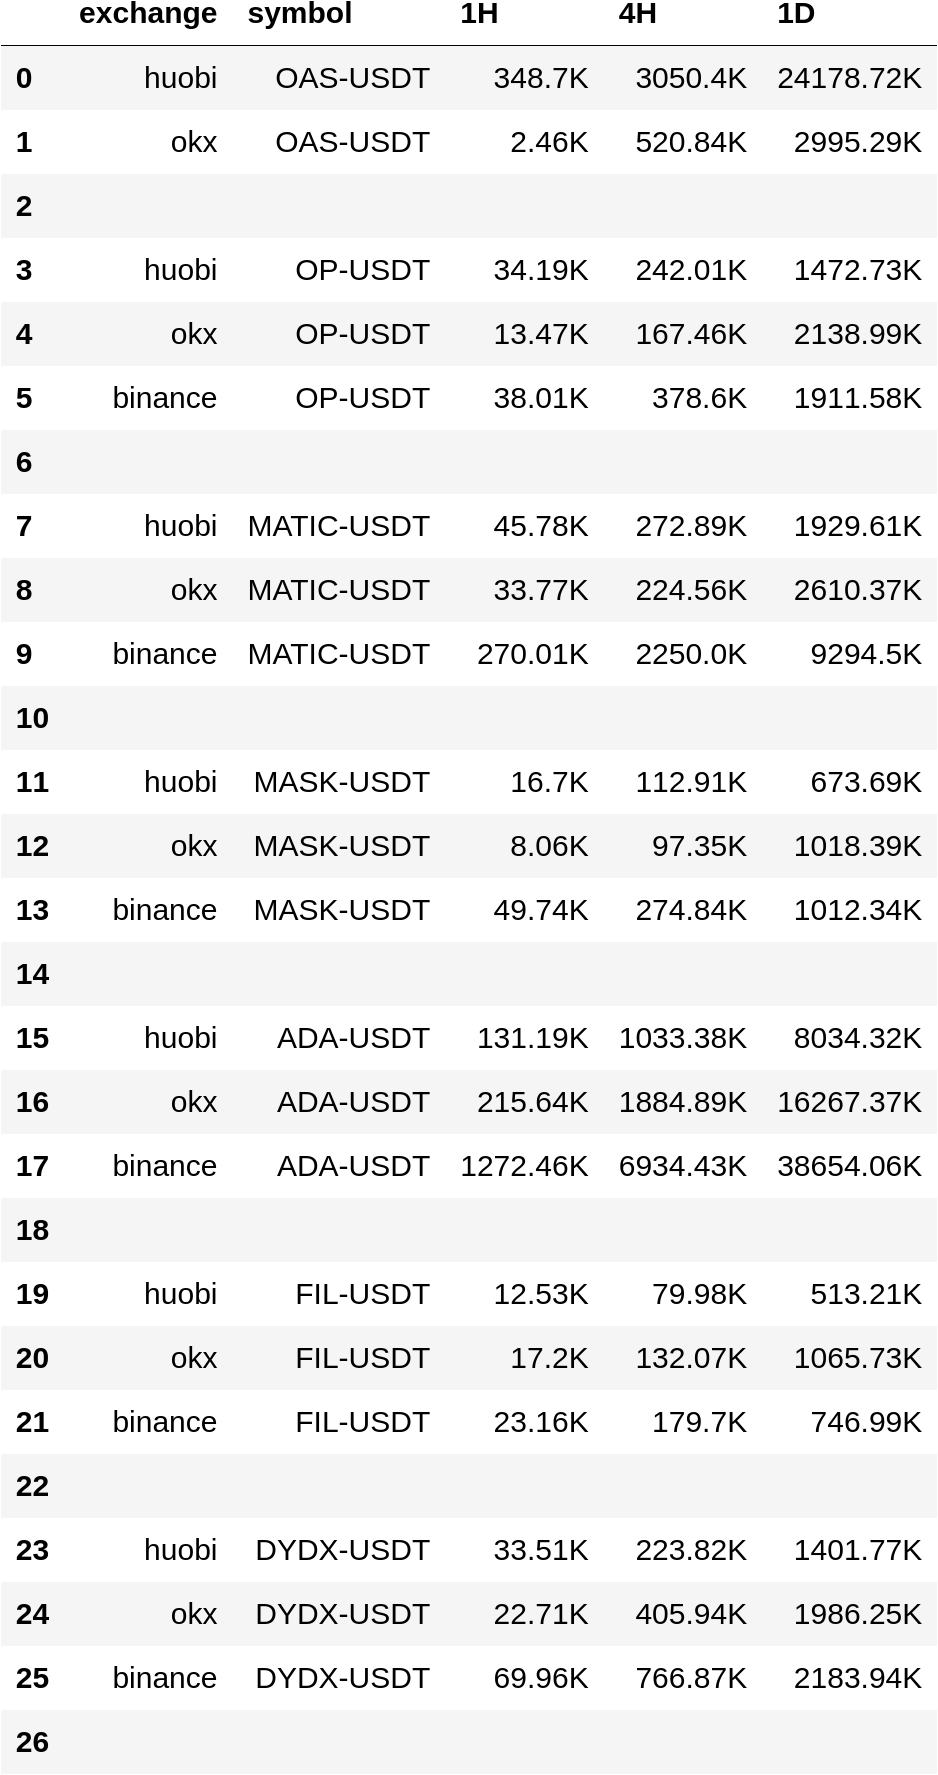 exchange symbol 1H 4H 1D
0 huobi OAS-USDT 348.7K 3050.4K 24178.72K
1 okx OAS-USDT 2.46K 520.84K 2995.29K
2
3 huobi OP-USDT 34.19K 242.01K 1472.73K
4 okx OP-USDT 13.47K 167.46K 2138.99K
5 binance OP-USDT 38.01K 378.6K 1911.58K
6
7 huobi MATIC-USDT 45.78K 272.89K 1929.61K
8 okx MATIC-USDT 33.77K 224.56K 2610.37K
9 binance MATIC-USDT 270.01K 2250.0K 9294.5K
10
11 huobi MASK-USDT 16.7K 112.91K 673.69K
12 okx MASK-USDT 8.06K 97.35K 1018.39K
13 binance MASK-USDT 49.74K 274.84K 1012.34K
14
15 huobi ADA-USDT 131.19K 1033.38K 8034.32K
16 okx ADA-USDT 215.64K 1884.89K 16267.37K
17 binance ADA-USDT 1272.46K 6934.43K 38654.06K
18
19 huobi FIL-USDT 12.53K 79.98K 513.21K
20 okx FIL-USDT 17.2K 132.07K 1065.73K
21 binance FIL-USDT 23.16K 179.7K 746.99K
22
23 huobi DYDX-USDT 33.51K 223.82K 1401.77K
24 okx DYDX-USDT 22.71K 405.94K 1986.25K
25 binance DYDX-USDT 69.96K 766.87K 2183.94K
26